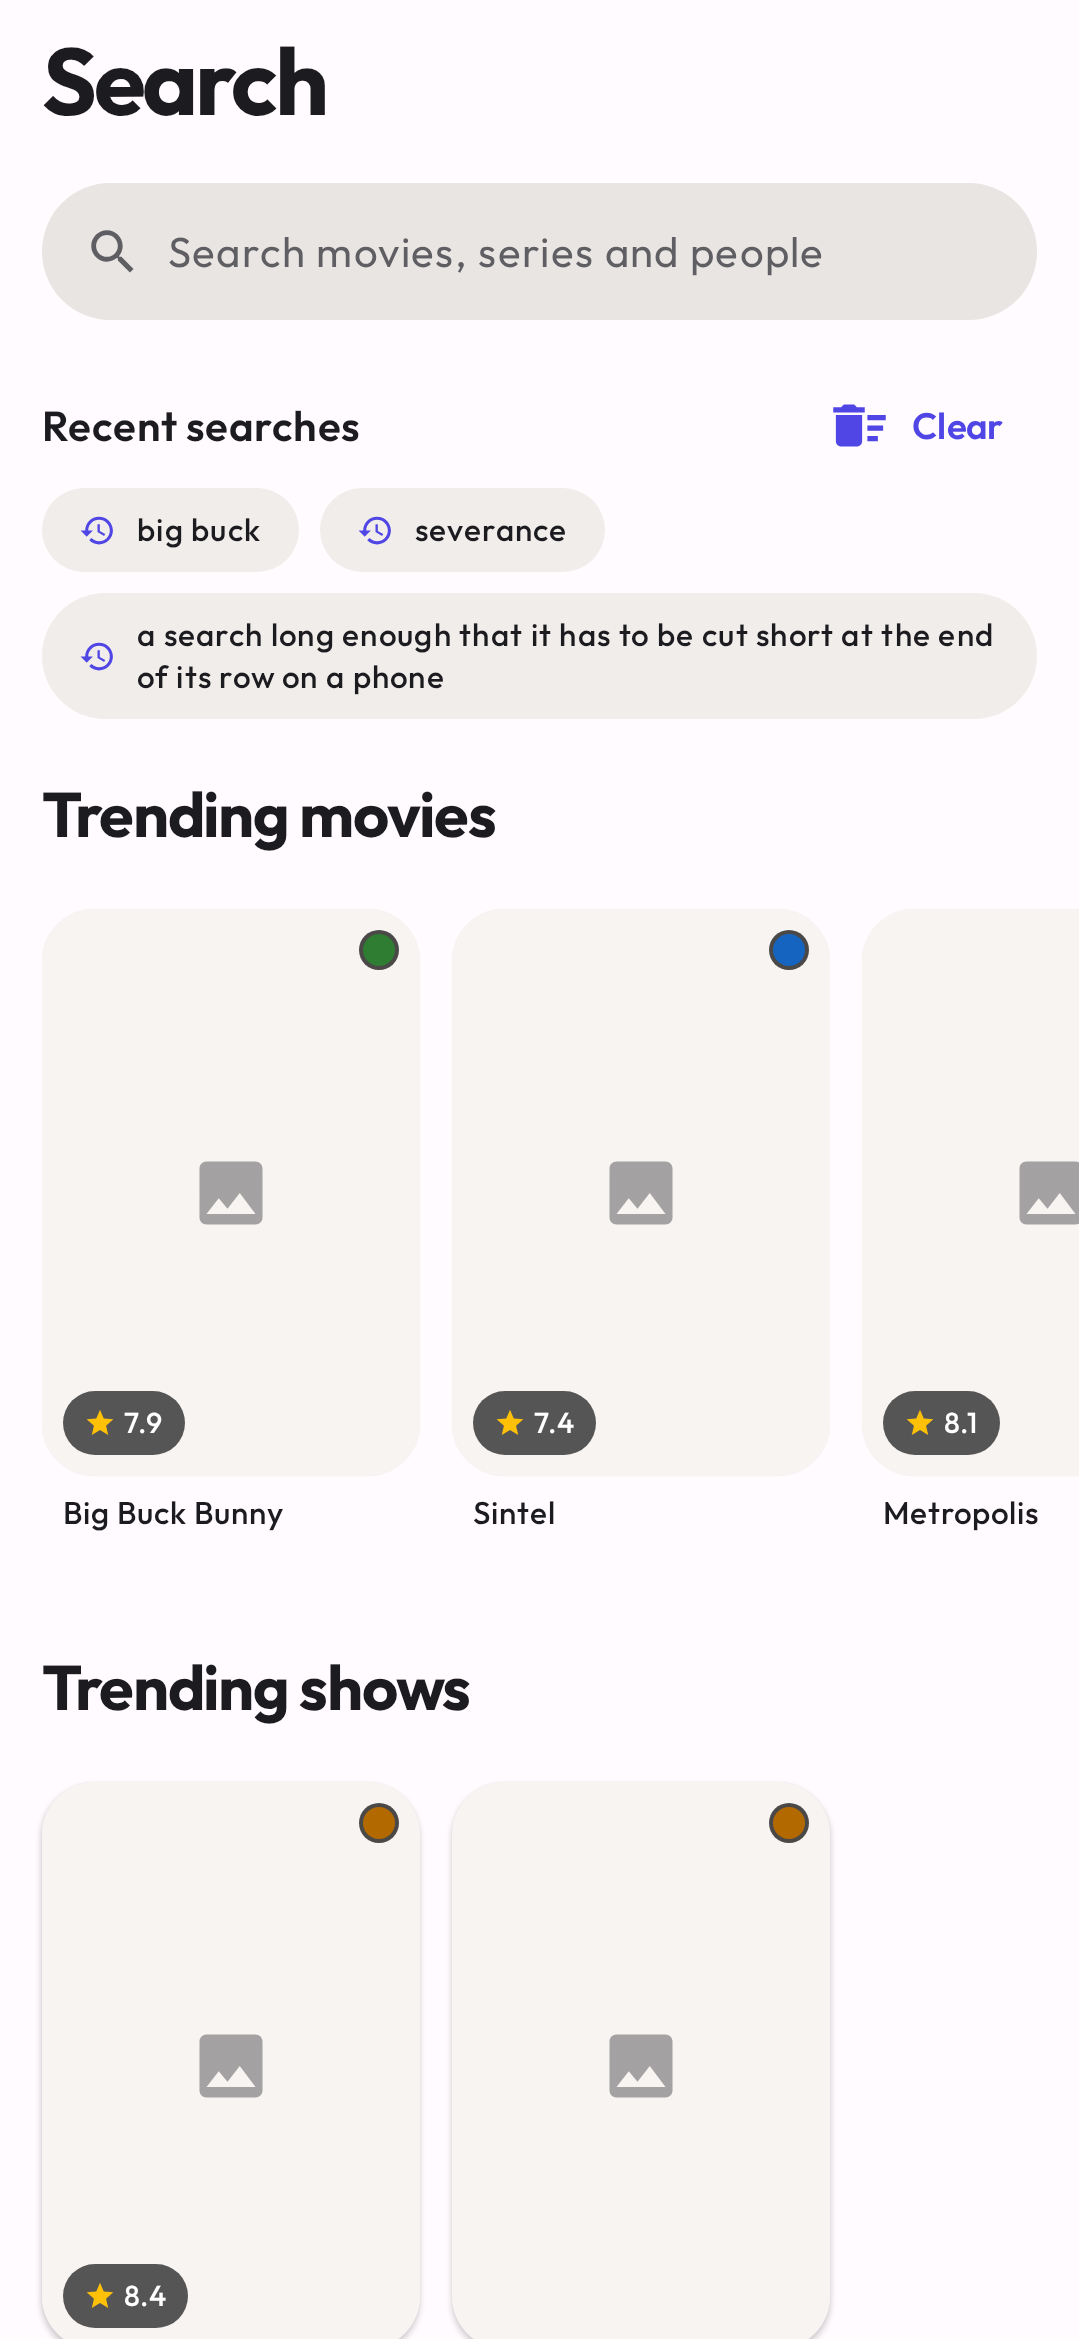 Search
Search movies, series and people
Recent searches
Clear
big buck
severance
a search long enough that it has to be cut short at the end
of its row on a phone
Trending movies
7.9
7.4
8.1
Big Buck Bunny
Sintel
Metropolis
Trending shows
8.4